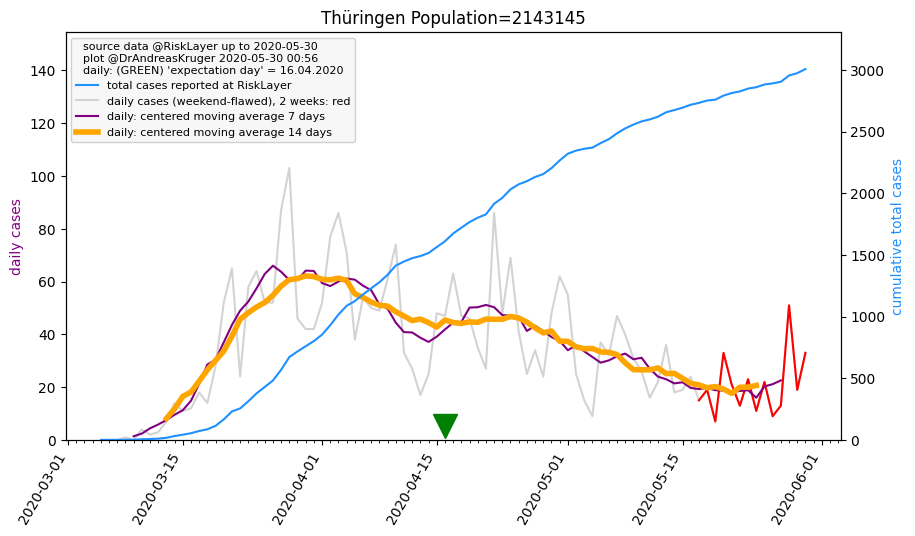 Thüringen Population=2143145
source data @RiskLayer up to 2020-05-30
plot @DrAndreasKruger 2020-05-30 00:56
daily: (GREEN) 'expectation day' = 16.04.2020
total cases reported at RiskLayer
daily cases (weekend-flawed), 2 weeks: red
daily: centered moving average 7 days
daily: centered moving average 14 days
daily cases
140
120
100
80
60
40
20
0
3000
2500
2000
1500
1000
500
0
cumulative total cases
2020-03-01
2020-03-15
2020-04-01
2020-04-15
2020-05-01
2020-05-15
2020-06-01